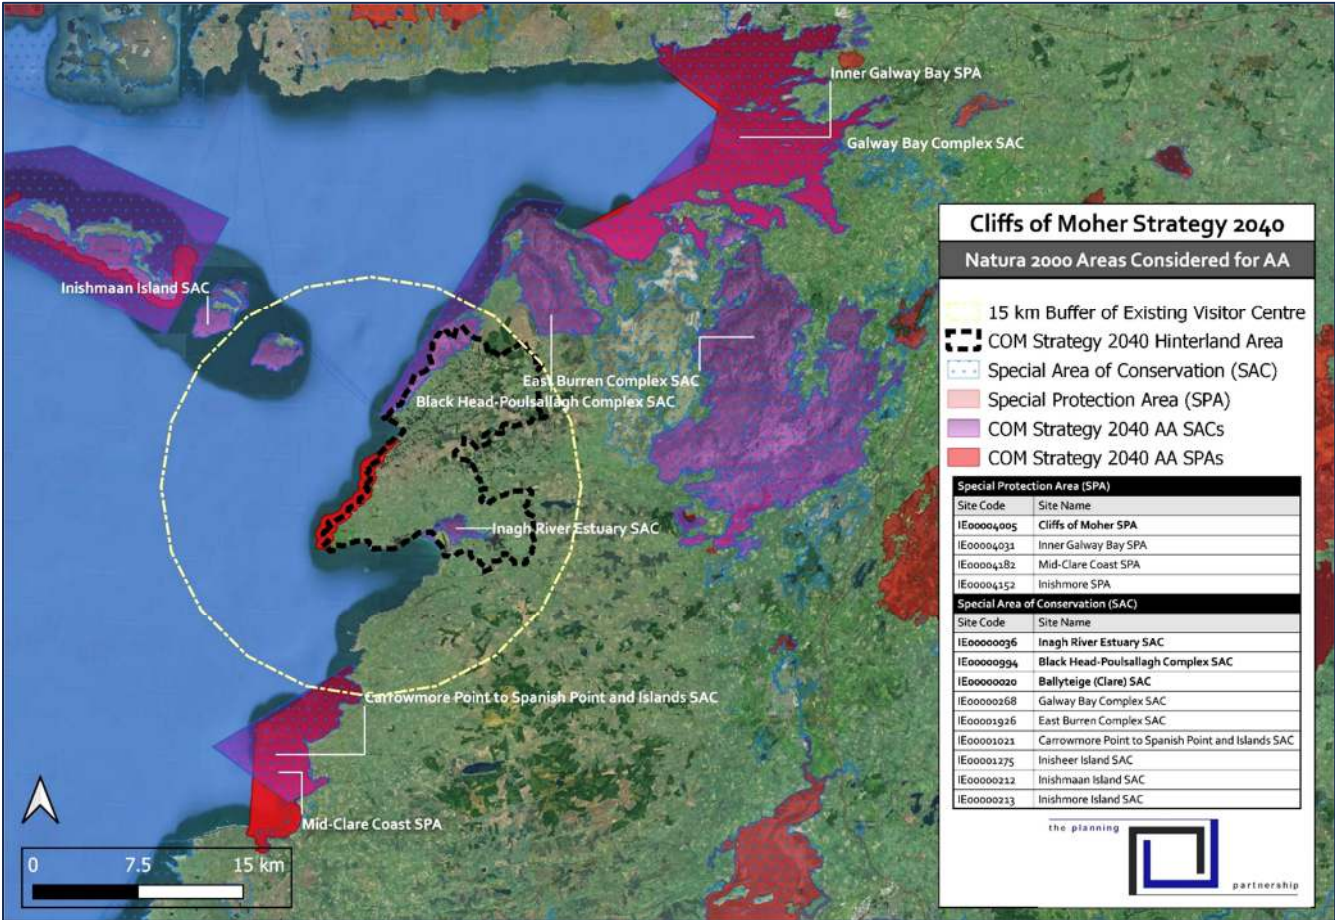 Inner Galway Bay SPA
Galway Bay Complex SAC
Inishmaan Island SAC
East Burren Complex SAC
Black Head-Poulsallagh Complex SAC
Inagh River Estuary SAC
Carrowmore Point to Spanish Point and Islands SAC
Mid-Clare Coast SPA
0 7.5 15 km
Cliffs of Moher Strategy 2040
Natura 2000 Areas Considered for AA
15 km Buffer of Existing Visitor Centre
COM Strategy 2040 Hinterland Area
Special Area of Conservation (SAC)
Special Protection Area (SPA)
COM Strategy 2040 AA SACs
COM Strategy 2040 AA SPAs
Special Protection Area (SPA)
Site Code Site Name
IE0004005 Cliffs of Moher SPA
IE0004031 Inner Galway Bay SPA
IE0004182 Mid-Clare Coast SPA
IE0004152 Inishmore SPA
Special Area of Conservation (SAC)
Site Code Site Name
IE0000036 Inagh River Estuary SAC
IE0000994 Black Head-Poulsallagh Complex SAC
IE0000020 Ballyteige (Clare) SAC
IE0000268 Galway Bay Complex SAC
IE0001926 East Burren Complex SAC
IE0001021 Carrowmore Point to Spanish Point and Islands SAC
IE0001275 Inisheer Island SAC
IE0000212 Inishmaan Island SAC
IE0000213 Inishmore Island SAC
the planning
partnership